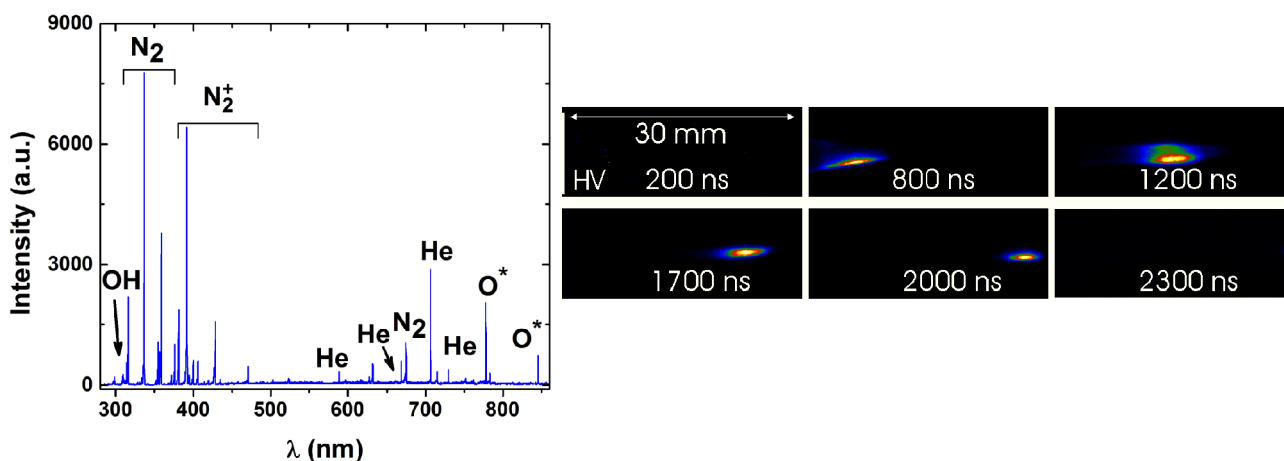 9000
6000
3000
0
Intensity (a.u.)
N2
N2+
OH
He
He
N2
He
He
O*
O*
300 400 500 600 700 800
λ (nm)
30 mm
HV
200 ns
800 ns
1200 ns
1700 ns
2000 ns
2300 ns